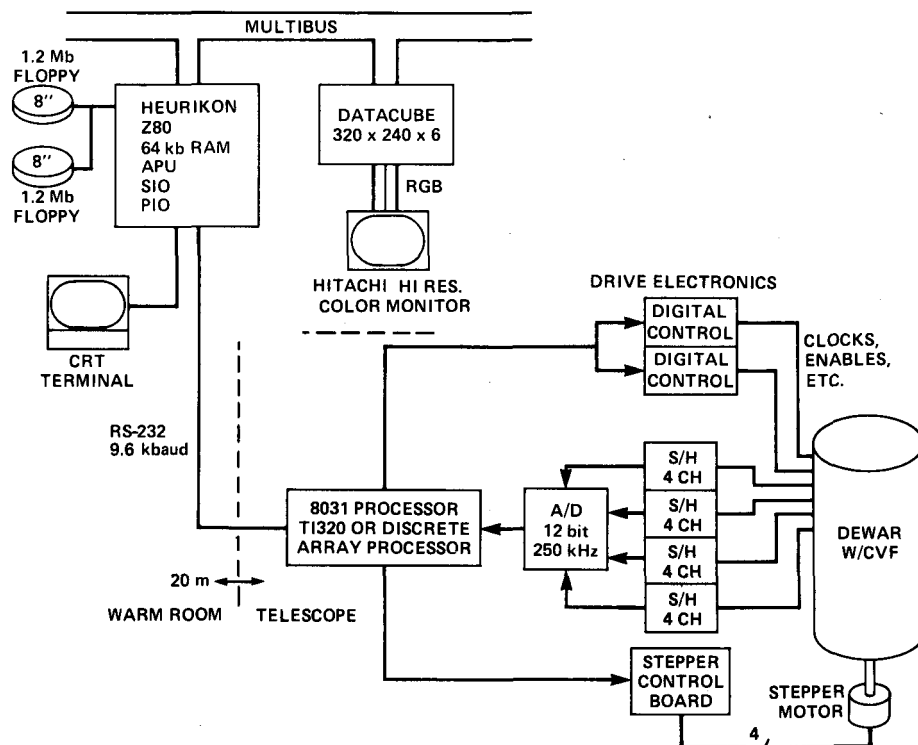 MULTIBUS
1.2 Mb
FLOPPY
8"
8"
1.2 Mb
FLOPPY
HEURIKON
Z80
64 kb RAM
APU
SIO
PIO
DATACUBE
320 x 240 x 6
RGB
HITACHI HI RES.
COLOR MONITOR
CRT
TERMINAL
RS-232
9.6 kbaud
DRIVE ELECTRONICS
DIGITAL
CONTROL
DIGITAL
CONTROL
CLOCKS,
ENABLES,
ETC.
8031 PROCESSOR
TI320 OR DISCRETE
ARRAY PROCESSOR
A/D
12 bit
250 kHz
S/H
4 CH
S/H
4 CH
S/H
4 CH
S/H
4 CH
DEWAR
W/CVF
20 m
WARM ROOM
TELESCOPE
STEPPER
CONTROL
BOARD
STEPPER
MOTOR
4/